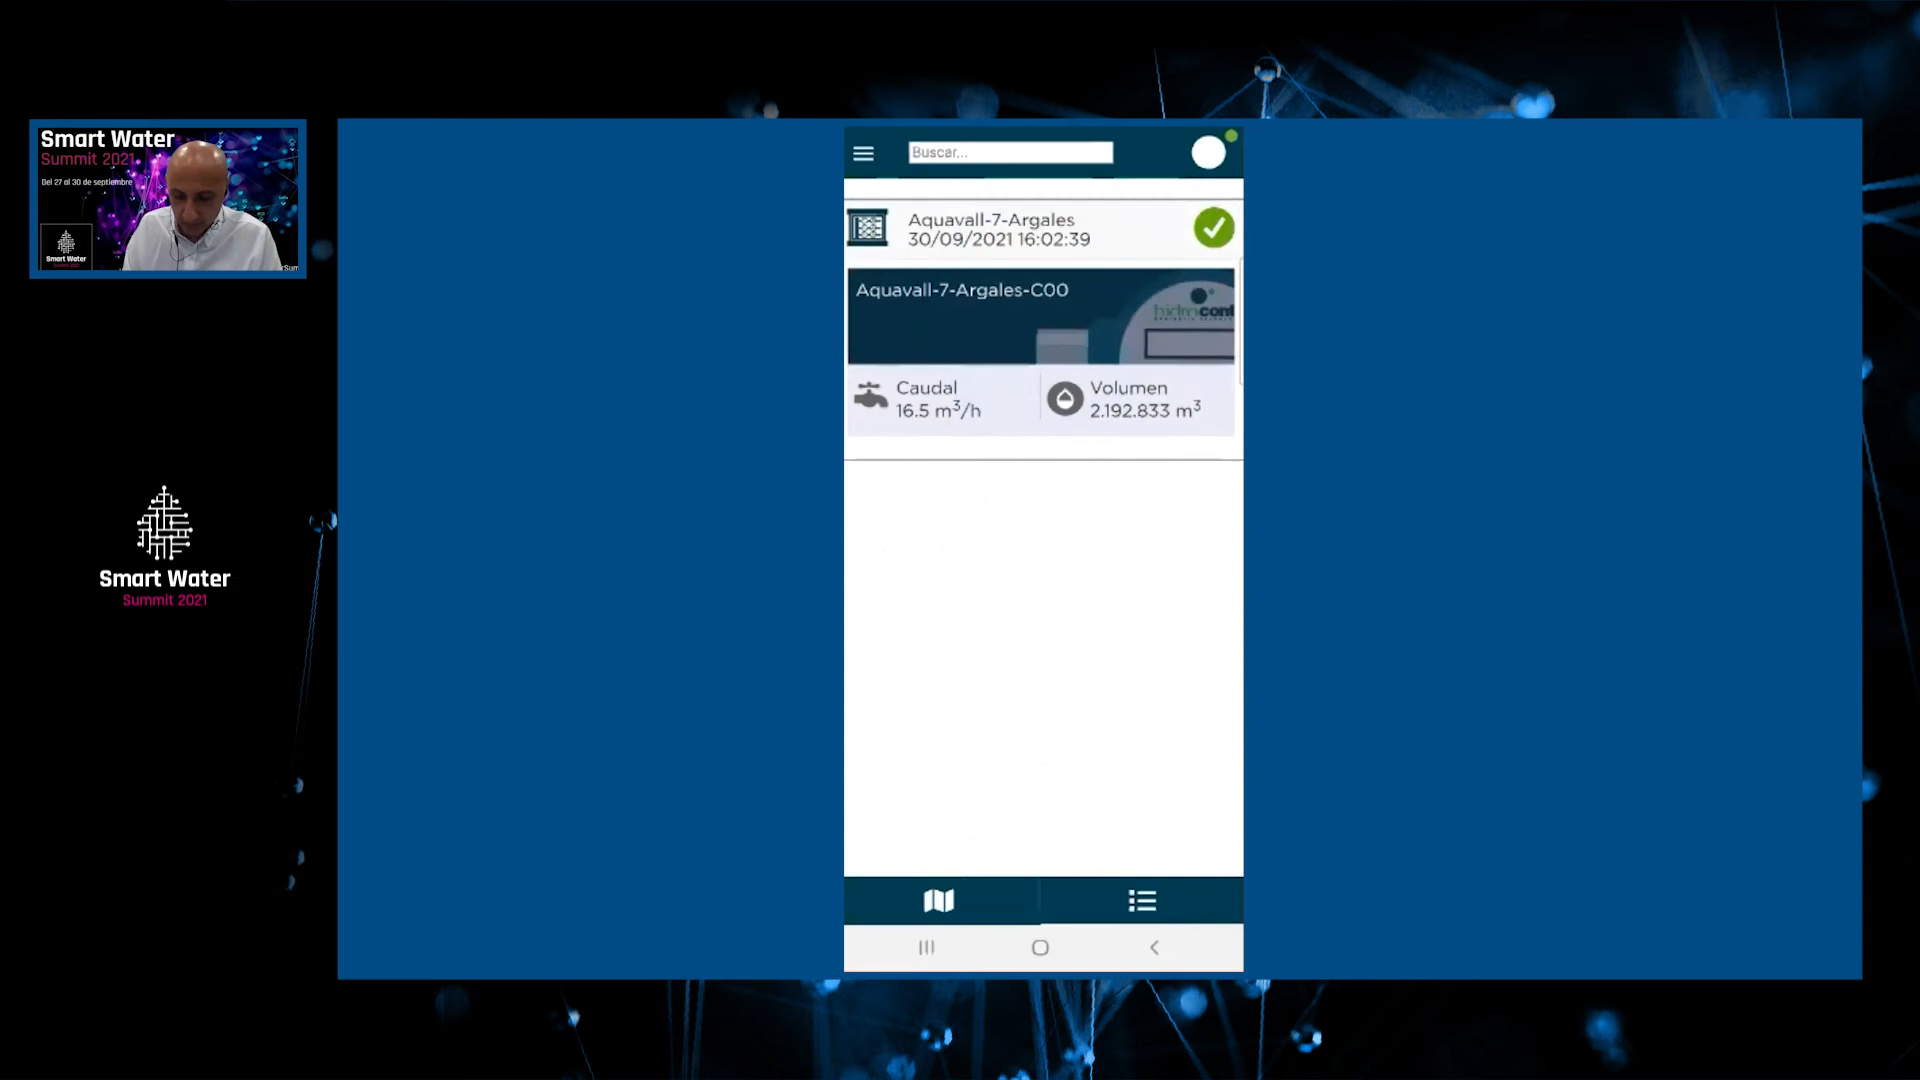 Smart Water
Summit 2021
Del 27 al 30 de septiembre
Smart Water
Smart Water
Summit 2021
Buscar...
Aquavall-7-Argales
30/09/2021 16:02:39
Aquavall-7-Argales-C00
hidrocont
Caudal
16.5 m³/h
Volumen
2.192.833 m³